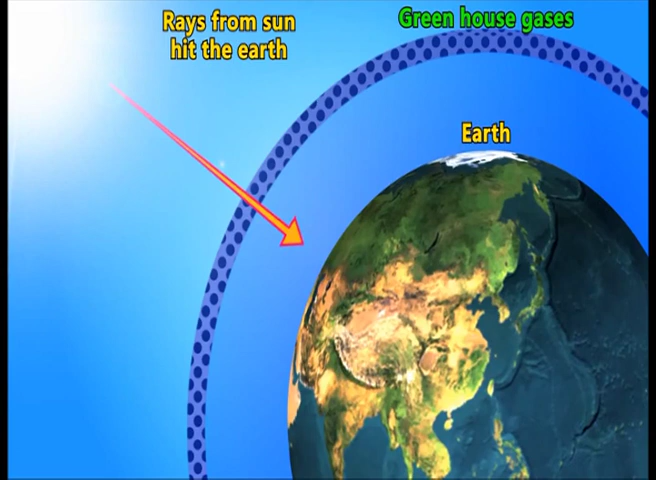 Rays from sun
hit the earth
Green house gases
Earth